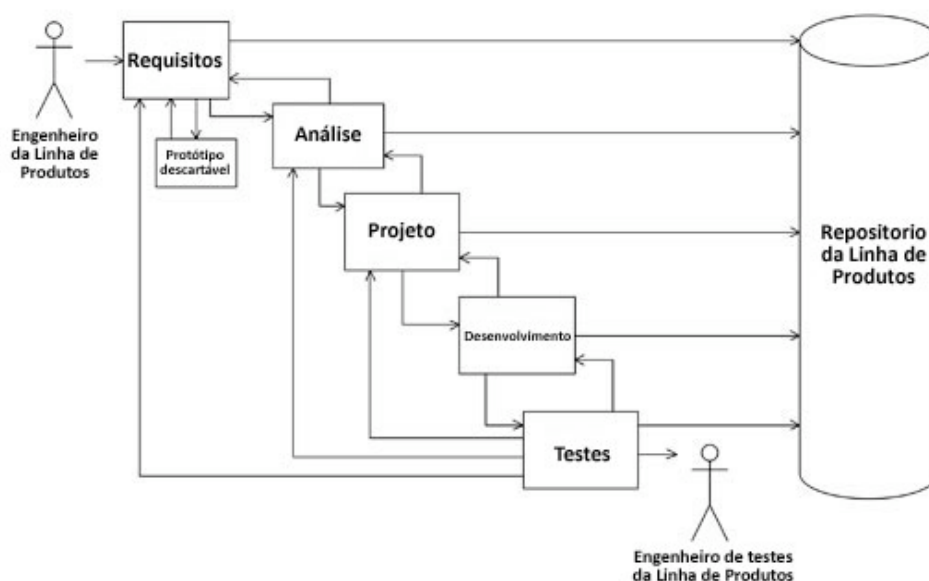 Requisitos
Engenheiro
da Linha de
Produtos
Protótipo
descartável
Análise
Projeto
Desenvolvimento
Testes
Repositorio
da Linha de
Produtos
Engenheiro de testes
da Linha de Produtos